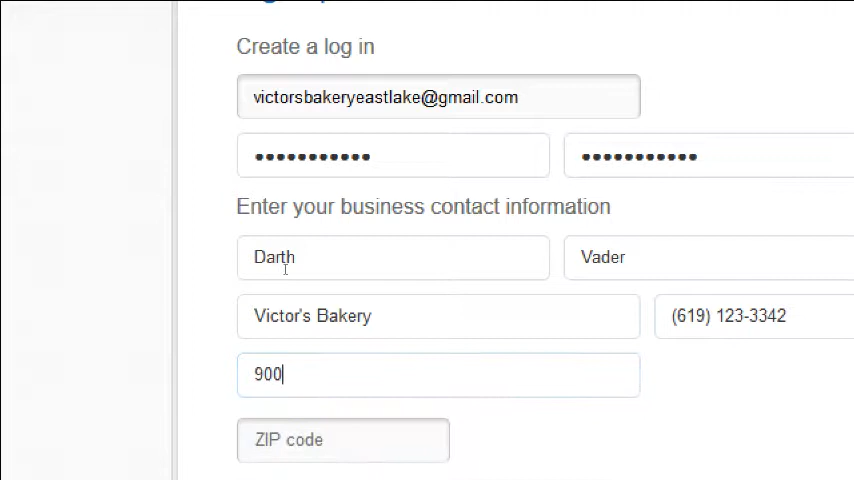 Create a log in
victorsbakeryeastlake@gmail.com
••••••••••• •••••••••••
Enter your business contact information
Darth Vader
Victor's Bakery (619) 123-3342
900
ZIP code